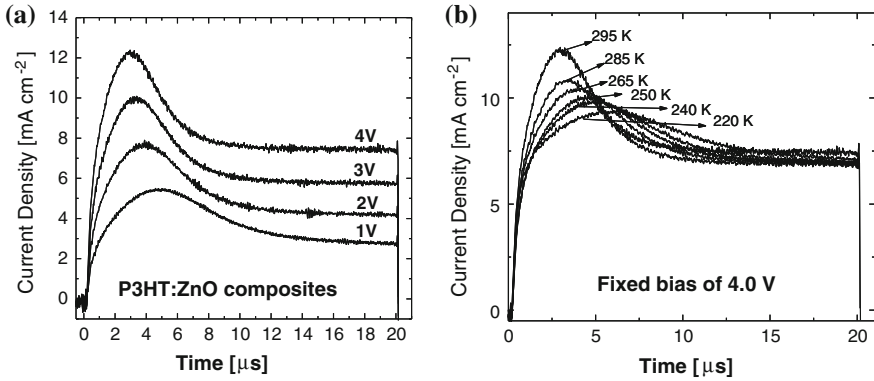 (a)
14
12
10
8
6
4
2
0
Current Density [mA cm⁻²]
4V
3V
2V
1V
P3HT:ZnO composites
0 2 4 6 8 10 12 14 16 18 20
Time [μs]
(b)
10
5
0
Current Density [mA cm⁻²]
295 K
285 K
265 K
250 K
240 K
220 K
Fixed bias of 4.0 V
0 5 10 15 20
Time [μs]